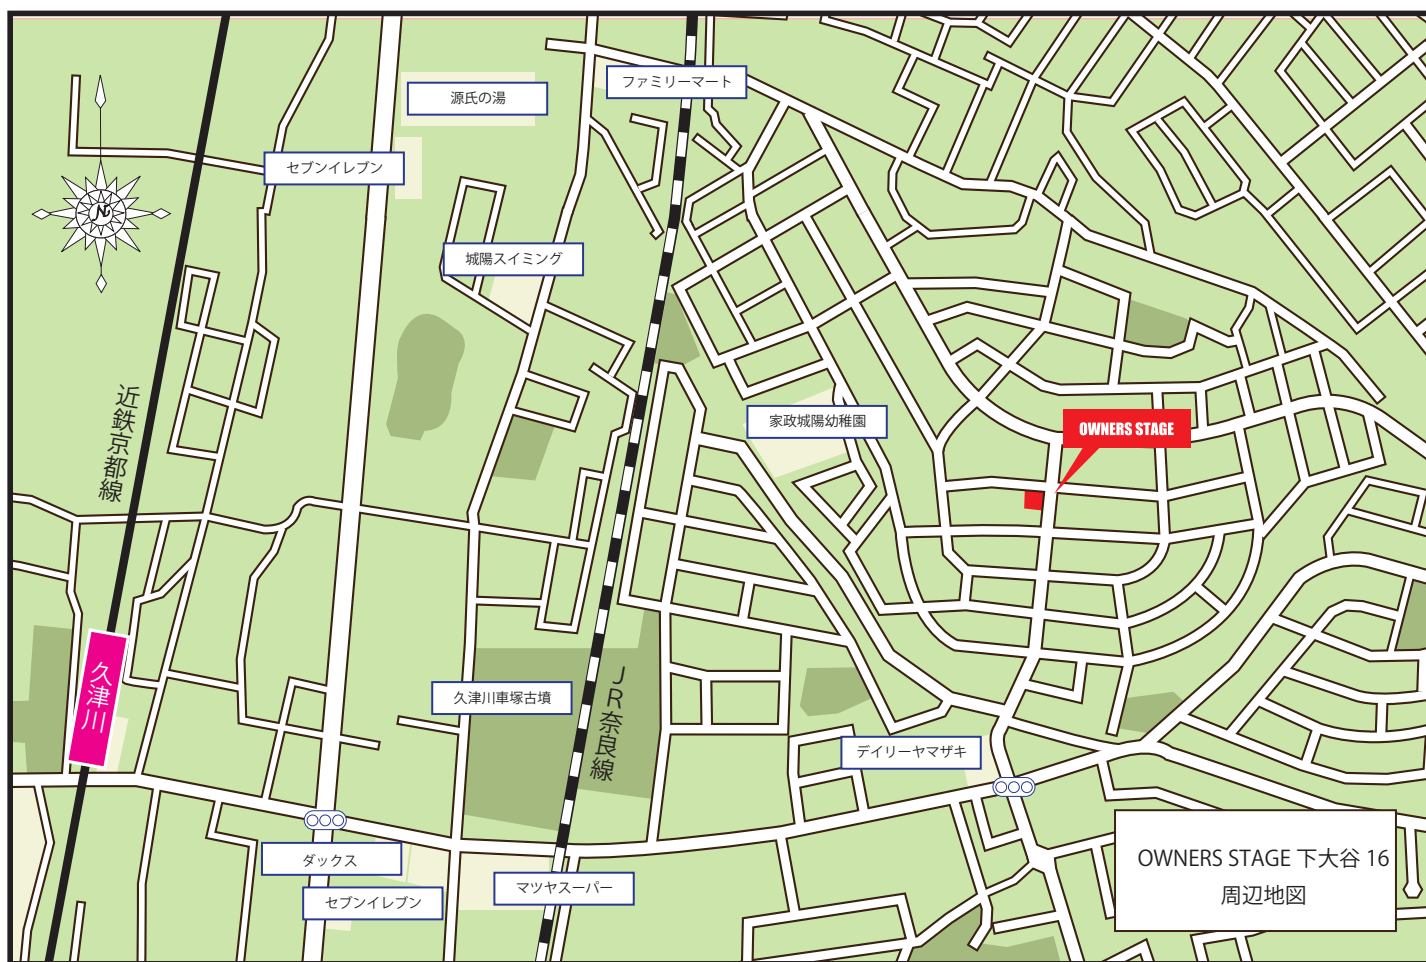 ファミリーマート
源氏の湯
セブンイレブン
N
城陽スイミング
近鉄京都線
家政城陽幼稚園
OWNERS STAGE
久津川
久津川車塚古墳
JR奈良線
デイリーヤマザキ
ダックス
セブンイレブン
マツヤスーパー
OWNERS STAGE 下大谷 16
周辺地図